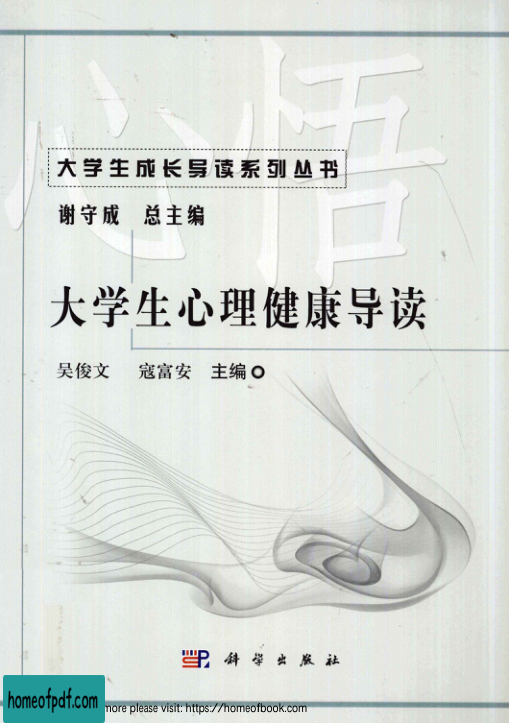 心悟
大学生成长导读系列丛书
谢守成 总主编
大学生心理健康导读
吴俊文 寇富安 主编
科学出版社
homeofpdf.com
more please visit: https://homeofbook.com